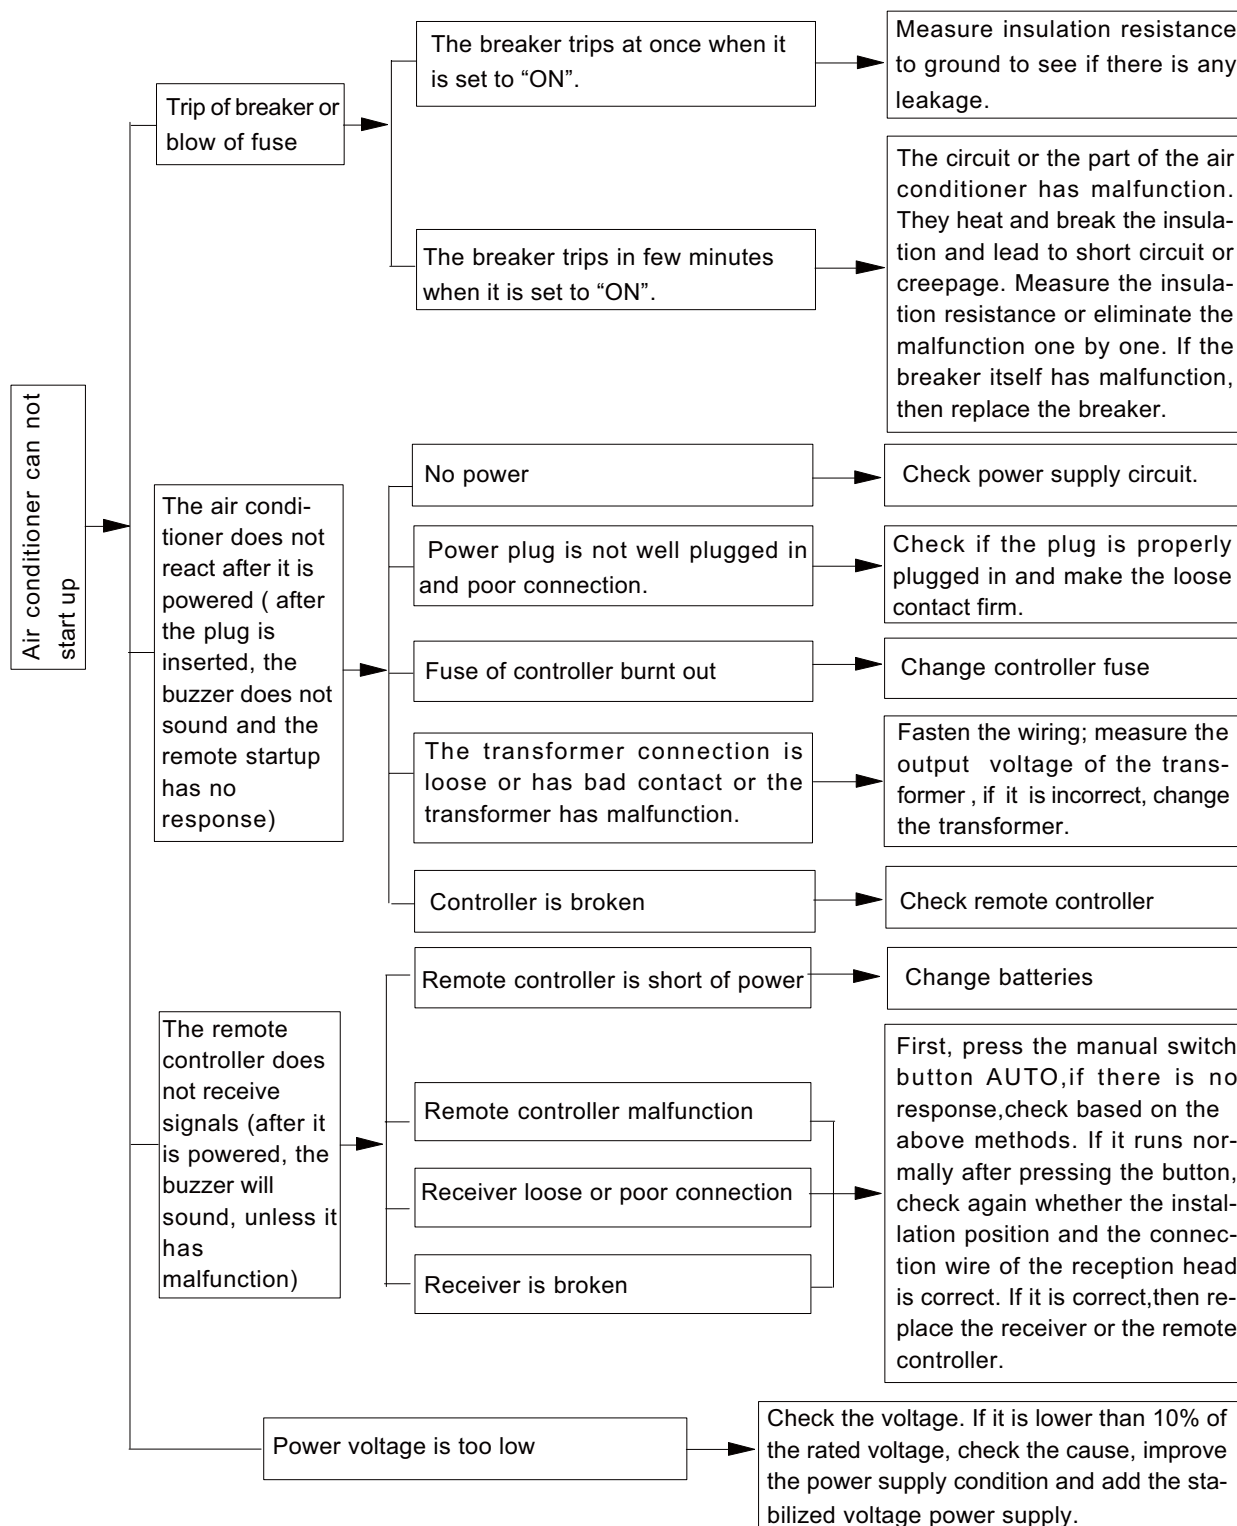 Air conditioner can not
start up
Trip of breaker or
blow of fuse
The breaker trips at once when it
is set to “ON”.
Measure insulation resistance
to ground to see if there is any
leakage.
The breaker trips in few minutes
when it is set to “ON”.
The circuit or the part of the air
conditioner has malfunction.
They heat and break the insula-
tion and lead to short circuit or
creepage. Measure the insula-
tion resistance or eliminate the
malfunction one by one. If the
breaker itself has malfunction,
then replace the breaker.
The air condi-
tioner does not
react after it is
powered ( after
the plug is
inserted, the
buzzer does not
sound and the
remote startup
has no
response)
No power
Check power supply circuit.
Power plug is not well plugged in
and poor connection.
Check if the plug is properly
plugged in and make the loose
contact firm.
Fuse of controller burnt out
Change controller fuse
The transformer connection is
loose or has bad contact or the
transformer has malfunction.
Fasten the wiring; measure the
output voltage of the trans-
former , if it is incorrect, change
the transformer.
Controller is broken
Check remote controller
The remote
controller does
not receive
signals (after it
is powered, the
buzzer will
sound, unless it
has
malfunction)
Remote controller is short of power
Change batteries
Remote controller malfunction
Receiver loose or poor connection
Receiver is broken
First, press the manual switch
button AUTO,if there is no
response,check based on the
above methods. If it runs nor-
mally after pressing the button,
check again whether the instal-
lation position and the connec-
tion wire of the reception head
is correct. If it is correct,then re-
place the receiver or the remote
controller.
Power voltage is too low
Check the voltage. If it is lower than 10% of
the rated voltage, check the cause, improve
the power supply condition and add the sta-
bilized voltage power supply.